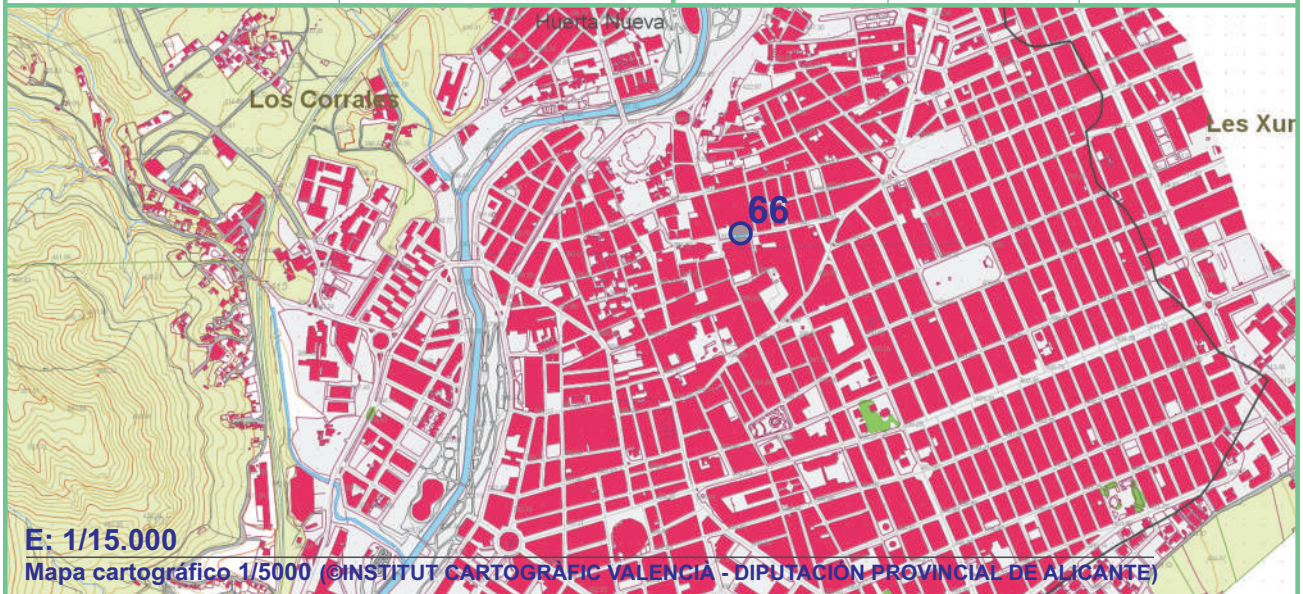 Huerta Nueva
Los Corrales
Les Xur
66
E: 1/15.000
Mapa cartográfico 1/5000 (©INSTITUT CARTOGRÀFIC VALENCIÀ - DIPUTACIÓN PROVINCIAL DE ALICANTE)